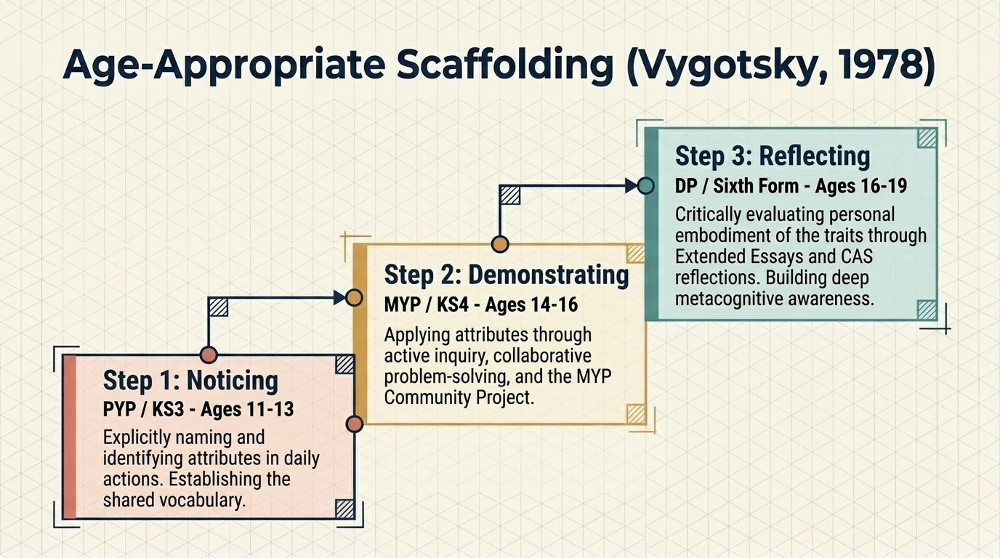 Age-Appropriate Scaffolding (Vygotsky, 1978)
Step 1: Noticing
PYP / KS3 - Ages 11-13
Explicitly naming and
identifying attributes in daily
actions. Establishing the
shared vocabulary.
Step 2: Demonstrating
MYP / KS4 - Ages 14-16
Applying attributes through
active inquiry, collaborative
problem-solving, and the MYP
Community Project.
Step 3: Reflecting
DP / Sixth Form - Ages 16-19
Critically evaluating personal
embodiment of the traits through
Extended Essays and CAS
reflections. Building deep
metacognitive awareness.